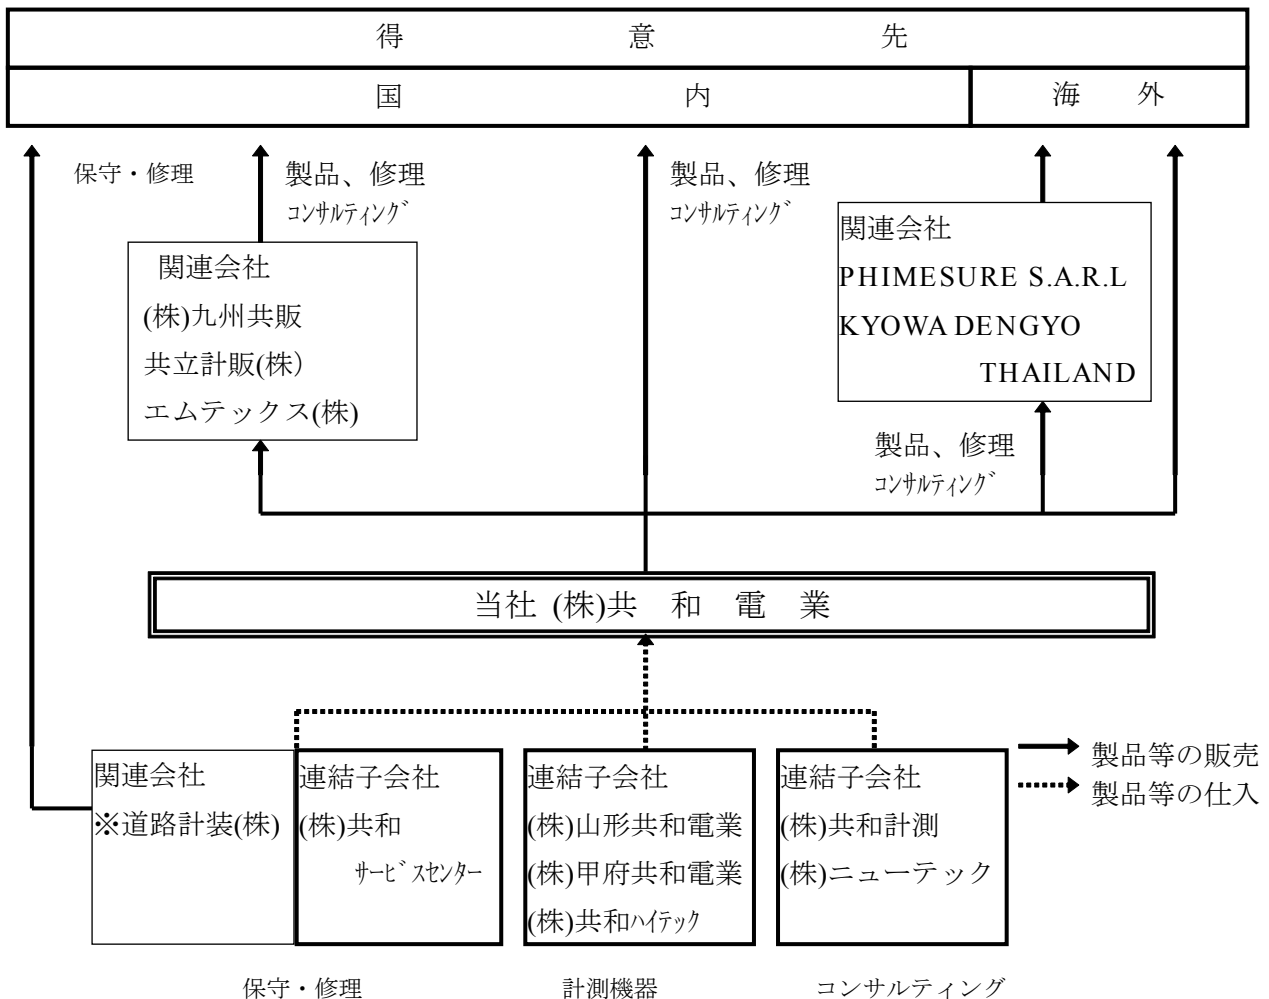 得意先
国内
海外
保守・修理
製品、修理
コンサルティング
製品、修理
コンサルティング
関連会社
PHIMESURE S.A.R.L
KYOWA DENGYO
THAILAND
関連会社
(株)九州共販
共立計販(株)
エムテックス(株)
製品、修理
コンサルティング
当社 (株)共和電業
関連会社
※道路計装(株)
連結子会社
(株)共和
サービスセンター
連結子会社
(株)山形共和電業
(株)甲府共和電業
(株)共和ハイテック
連結子会社
(株)共和計測
(株)ニューテック
製品等の販売
製品等の仕入
保守・修理
計測機器
コンサルティング